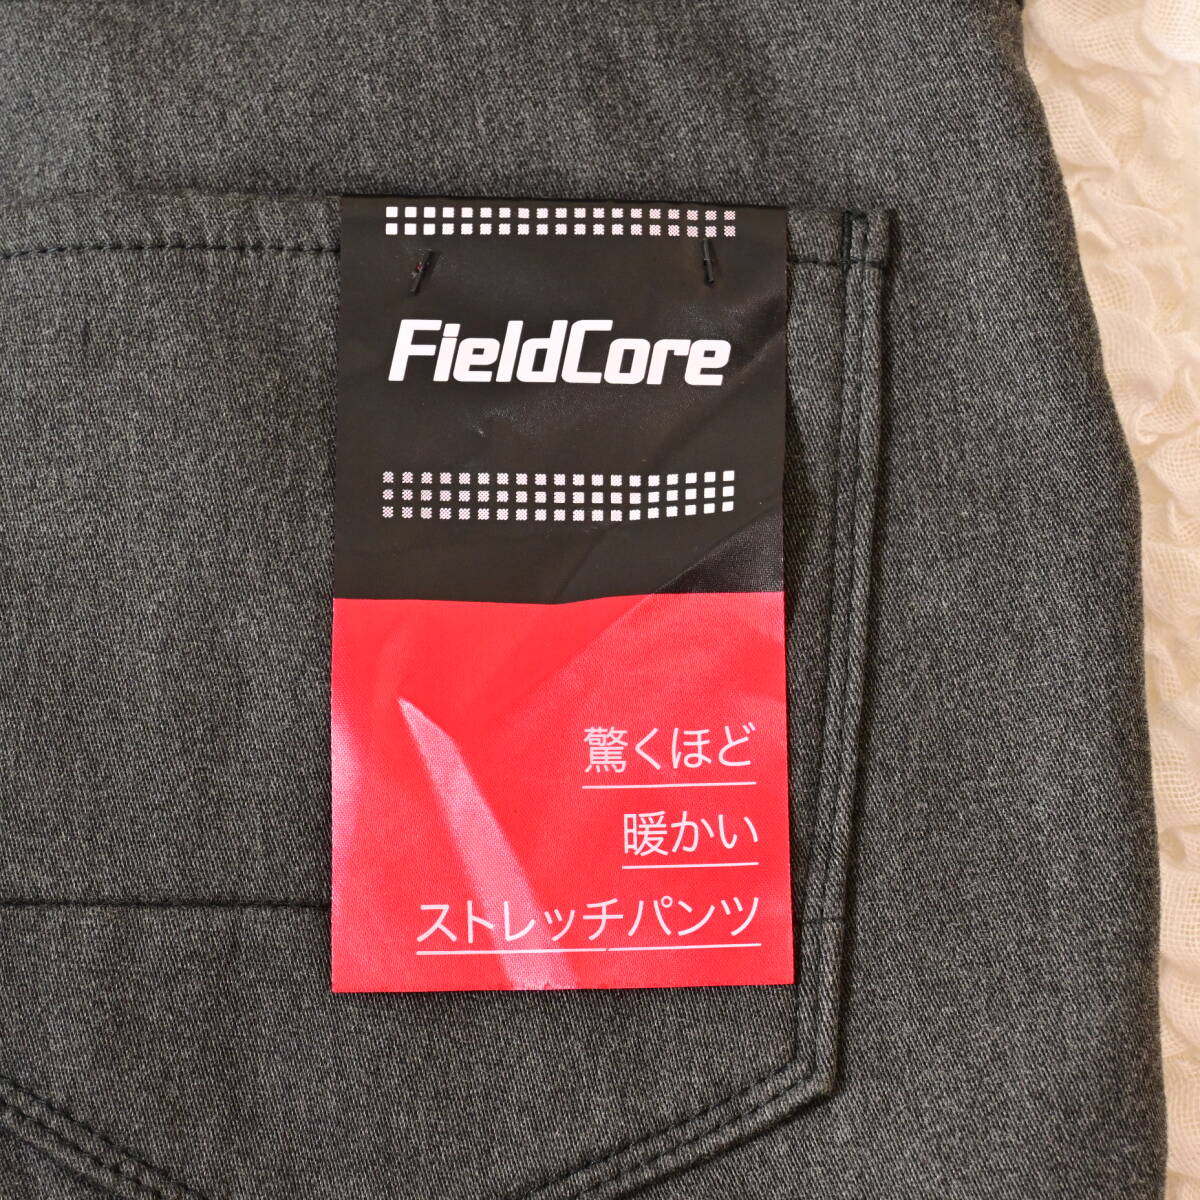 FieldCore
驚くほど
暖かい
ストレッチパンツ